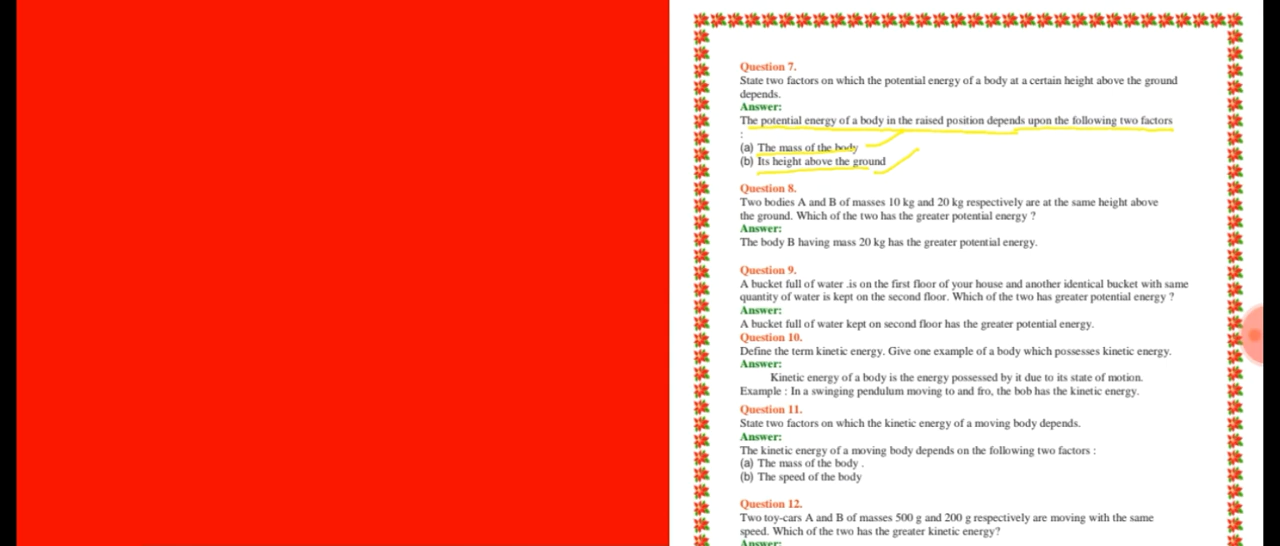 Question 7.
State two factors on which the potential energy of a body at a certain height above the ground
depends.
Answer:
The potential energy of a body in the raised position depends upon the following two factors
:
(a) The mass of the body
(b) Its height above the ground
Question 8.
Two bodies A and B of masses 10 kg and 20 kg respectively are at the same height above
the ground. Which of the two has the greater potential energy ?
Answer:
The body B having mass 20 kg has the greater potential energy.
Question 9.
A bucket full of water .is on the first floor of your house and another identical bucket with same
quantity of water is kept on the second floor. Which of the two has greater potential energy ?
Answer:
A bucket full of water kept on second floor has the greater potential energy.
Question 10.
Define the term kinetic energy. Give one example of a body which possesses kinetic energy.
Answer:
Kinetic energy of a body is the energy possessed by it due to its state of motion.
Example : In a swinging pendulum moving to and fro, the bob has the kinetic energy.
Question 11.
State two factors on which the kinetic energy of a moving body depends.
Answer:
The kinetic energy of a moving body depends on the following two factors :
(a) The mass of the body .
(b) The speed of the body
Question 12.
Two toy-cars A and B of masses 500 g and 200 g respectively are moving with the same
speed. Which of the two has the greater kinetic energy?
Answer: